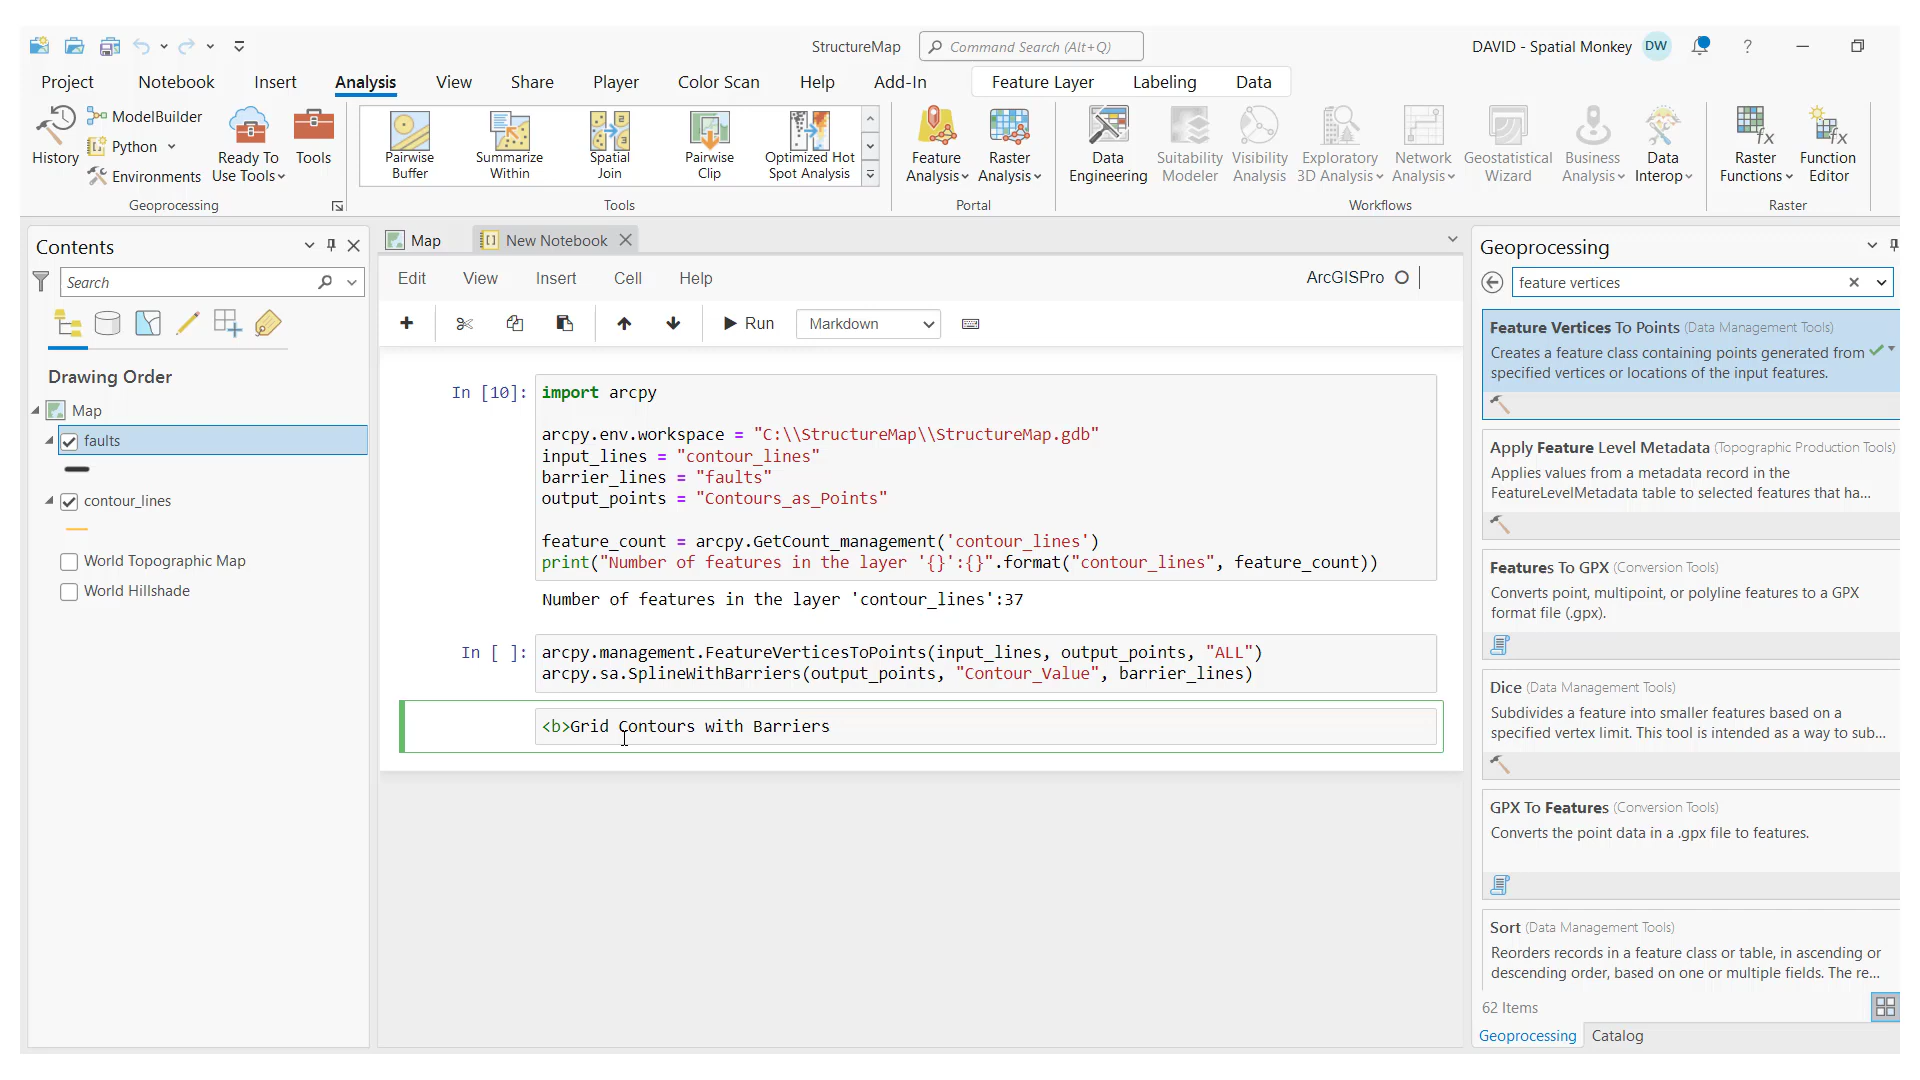 StructureMap
Command Search (Alt+Q)
DAVID - Spatial Monkey
DW
?
Project
Notebook
Insert
Analysis
View
Share
Player
Color Scan
Help
Add-In
Feature Layer
Labeling
Data
History
ModelBuilder
Python
Environments
Ready To
Use Tools
Tools
Geoprocessing
Pairwise
Buffer
Summarize
Within
Spatial
Join
Pairwise
Clip
Optimized Hot
Spot Analysis
Tools
Feature
Analysis
Raster
Analysis
Portal
Data
Engineering
Suitability
Modeler
Visibility
Analysis
Exploratory
3D Analysis
Network
Analysis
Geostatistical
Wizard
Business
Analysis
Data
Interop
Workflows
Raster
Functions
Function
Editor
Raster
Contents
Search
Drawing Order
Map
faults
contour_lines
World Topographic Map
World Hillshade
Map
New Notebook
Edit
View
Insert
Cell
Help
ArcGISPro
Run
Markdown
In [10]:
import arcpy
arcpy.env.workspace = "C:\\StructureMap\\StructureMap.gdb"
input_lines = "contour_lines"
barrier_lines = "faults"
output_points = "Contours_as_Points"
feature_count = arcpy.GetCount_management('contour_lines')
print("Number of features in the layer '{}':{}".format("contour_lines", feature_count))
Number of features in the layer 'contour_lines':37
In [ ]:
arcpy.management.FeatureVerticesToPoints(input_lines, output_points, "ALL")
arcpy.sa.SplineWithBarriers(output_points, "Contour_Value", barrier_lines)
<b>Grid Contours with Barriers
Geoprocessing
feature vertices
Feature Vertices To Points (Data Management Tools)
Creates a feature class containing points generated from
specified vertices or locations of the input features.
Apply Feature Level Metadata (Topographic Production Tools)
Applies values from a metadata record in the
FeatureLevelMetadata table to selected features that ha...
Features To GPX (Conversion Tools)
Converts point, multipoint, or polyline features to a GPX
format file (.gpx).
Dice (Data Management Tools)
Subdivides a feature into smaller features based on a
specified vertex limit. This tool is intended as a way to sub...
GPX To Features (Conversion Tools)
Converts the point data in a .gpx file to features.
Sort (Data Management Tools)
Reorders records in a feature class or table, in ascending or
descending order, based on one or multiple fields. The re...
62 Items
Geoprocessing
Catalog